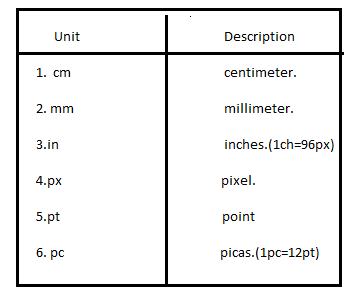 Unit Description
1. cm centimeter.
2. mm millimeter.
3.in inches.(1ch=96px)
4.px pixel.
5.pt point
6. pc picas.(1pc=12pt)